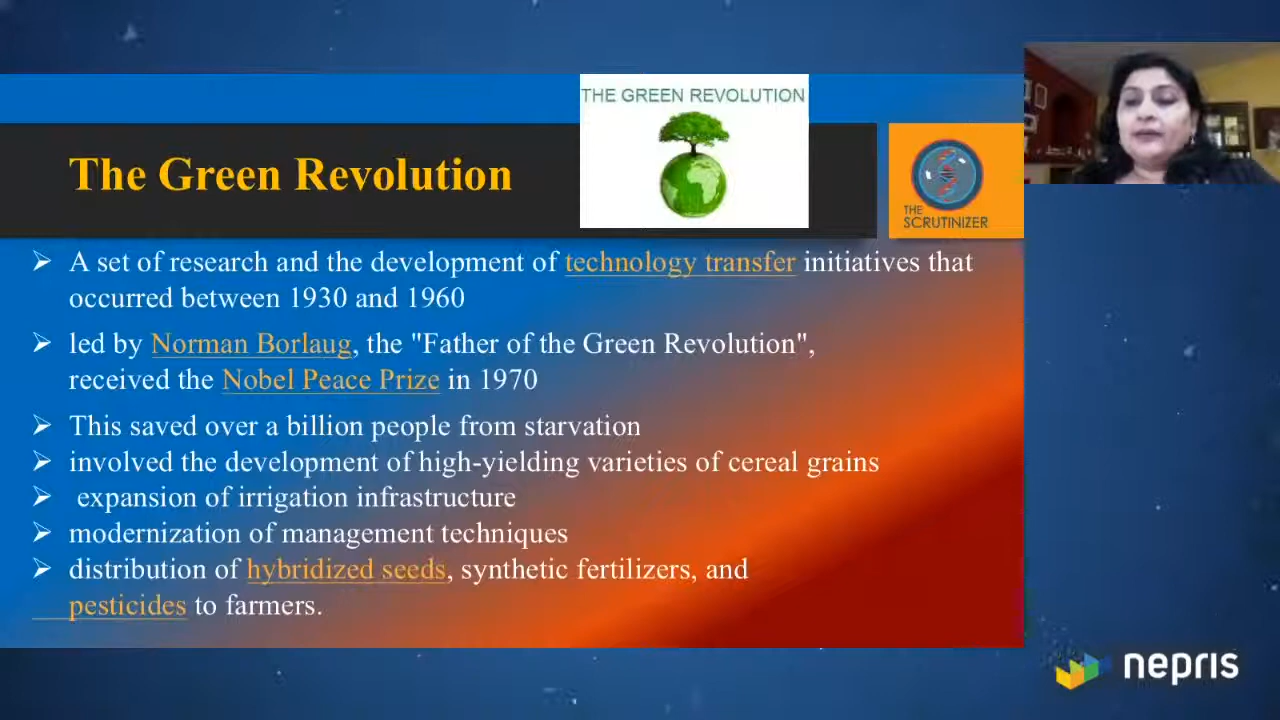 THE GREEN REVOLUTION
The Green Revolution
THE
SCRUTINIZER
➢ A set of research and the development of technology transfer initiatives that
occurred between 1930 and 1960
➢ led by Norman Borlaug, the "Father of the Green Revolution",
received the Nobel Peace Prize in 1970
➢ This saved over a billion people from starvation
➢ involved the development of high-yielding varieties of cereal grains
➢ expansion of irrigation infrastructure
➢ modernization of management techniques
➢ distribution of hybridized seeds, synthetic fertilizers, and
pesticides to farmers.
nepris